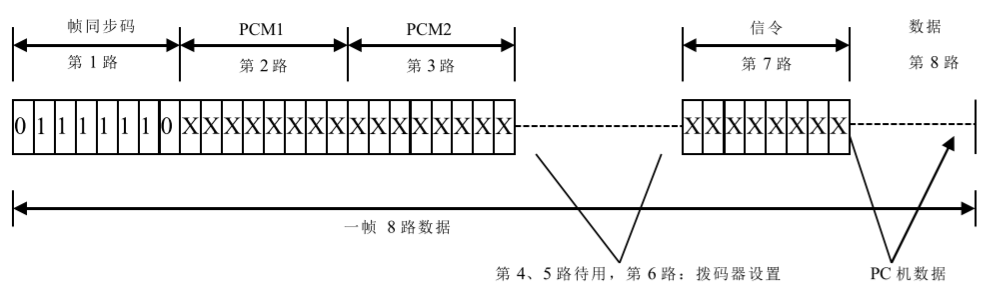 帧同步码 PCM1 PCM2 信令 数据
第 1 路 第 2 路 第 3 路 第 7 路 第 8 路
0 1 1 1 1 1 1 0 X X X X X X X X X X X X X X X X X X X X X X X X
一帧 8 路数据
第 4、5 路待用，第 6 路：拨码器设置 PC 机数据